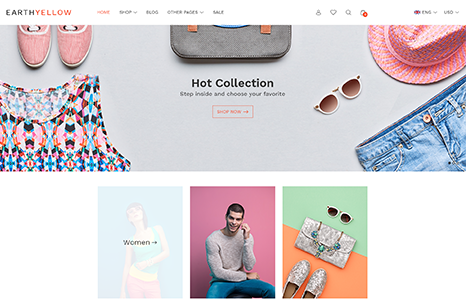 EARTHYELLOW
HOME SHOP BLOG OTHER PAGES SALE
ENG USD
Hot Collection
Step inside and choose your favorite
SHOP NOW →
Women →